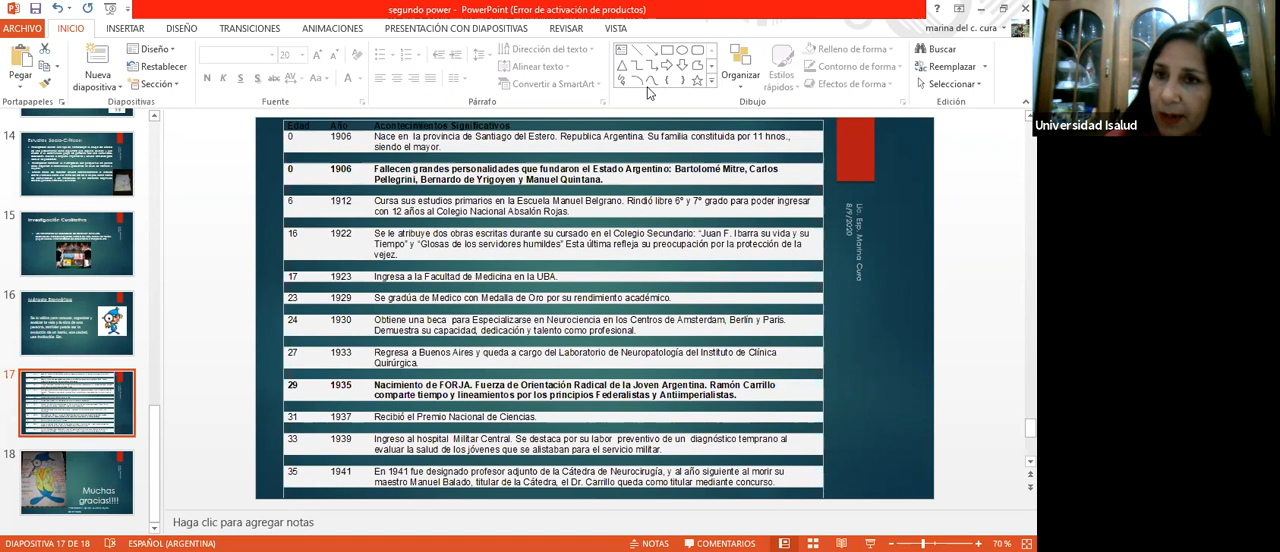 segundo power - PowerPoint (Error de activación de productos)
marina del c. cura
ARCHIVO INICIO INSERTAR DISEÑO TRANSICIONES ANIMACIONES PRESENTACIÓN CON DIAPOSITIVAS REVISAR VISTA
Pegar
Nueva
diapositiva
Diseño
Restablecer
Sección
20
N K S
Dirección del texto
Alinear texto
Convertir a SmartArt
Organizar
Estilos
rápidos
Relleno de forma
Contorno de forma
Efectos de forma
Buscar
Reemplazar
Seleccionar
Portapapeles Diapositivas Fuente Párrafo Dibujo Edición
14
15
Investigación Cualitativa
16
17
18
Muchas
gracias!!!!
Edad Año Acontecimientos Significativos
0 1906 Nace en la provincia de Santiago del Estero. Republica Argentina. Su familia constituida por 11 hnos.,
siendo el mayor.
0 1906 Fallecen grandes personalidades que fundaron el Estado Argentino: Bartolomé Mitre, Carlos
Pellegrini, Bernardo de Yrigoyen y Manuel Quintana.
6 1912 Cursa sus estudios primarios en la Escuela Manuel Belgrano. Rindió libre 6º y 7º grado para poder ingresar
con 12 años al Colegio Nacional Absalón Rojas.
16 1922 Se le atribuye dos obras escritas durante su cursado en el Colegio Secundario: “Juan F. Ibarra su vida y su
Tiempo” y “Glosas de los servidores humildes” Esta última refleja su preocupación por la protección de la
vejez.
17 1923 Ingresa a la Facultad de Medicina en la UBA.
23 1929 Se gradúa de Medico con Medalla de Oro por su rendimiento académico.
24 1930 Obtiene una beca para Especializarse en Neurociencia en los Centros de Amsterdam, Berlín y Paris.
Demuestra su capacidad, dedicación y talento como profesional.
27 1933 Regresa a Buenos Aires y queda a cargo del Laboratorio de Neuropatología del Instituto de Clínica
Quirúrgica.
29 1935 Nacimiento de FORJA. Fuerza de Orientación Radical de la Joven Argentina. Ramón Carrillo
comparte tiempo y lineamientos por los principios Federalistas y Antiimperialistas.
31 1937 Recibió el Premio Nacional de Ciencias.
33 1939 Ingreso al hospital Militar Central. Se destaca por su labor preventivo de un diagnóstico temprano al
evaluar la salud de los jóvenes que se alistaban para el servicio militar.
35 1941 En 1941 fue designado profesor adjunto de la Cátedra de Neurocirugía, y al año siguiente al morir su
maestro Manuel Balado, titular de la Cátedra, el Dr. Carrillo queda como titular mediante concurso.
Lic. Esp. Marina Cura
8/9/2020
Universidad Isalud
Haga clic para agregar notas
DIAPOSITIVA 17 DE 18 ESPAÑOL (ARGENTINA) NOTAS COMENTARIOS 70 %